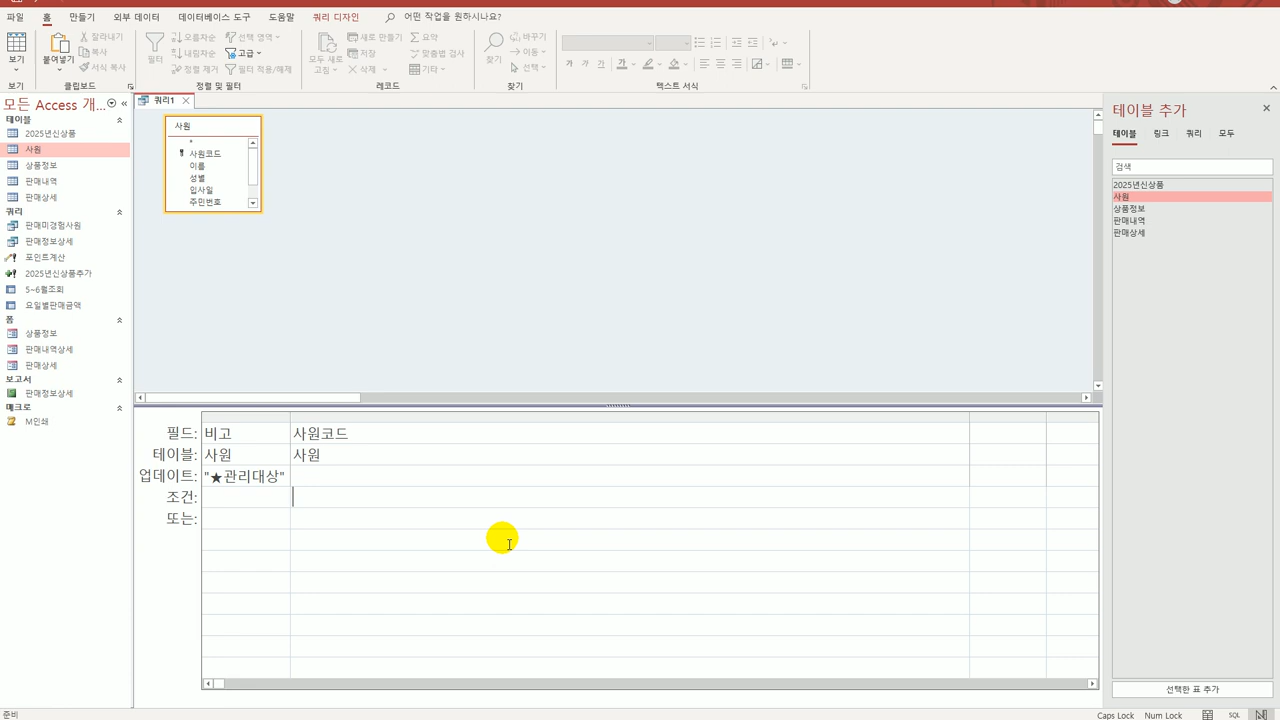 파일 홈 만들기 외부 데이터 데이터베이스 도구 도움말 쿼리 디자인 어떤 작업을 원하시나요?
보기 붙여넣기 잘라내기 복사 서식 복사 필터 오름차순 내림차순 정렬 제거 선택 영역 고급 필터 적용/해제 모두 새로 고침 새로 만들기 저장 삭제 요약 맞춤법 검사 기타 찾기 바꾸기 이동 선택 가 가 가 가
보기 클립보드 정렬 및 필터 레코드 찾기 텍스트 서식
모든 Access 개...
테이블
2025년신상품
사원
상품정보
판매내역
판매상세
쿼리
판매미경험사원
판매정보상세
포인트계산
2025년신상품추가
5~6월조회
요일별판매금액
폼
상품정보
판매내역상세
판매상세
보고서
판매정보상세
매크로
M인쇄
쿼리1
사원
*
사원코드
이름
성별
입사일
주민번호
필드: 비고 사원코드
테이블: 사원 사원
업데이트: "★관리대상"
조건:
또는:
테이블 추가
테이블 링크 쿼리 모두
검색
2025년신상품
사원
상품정보
판매내역
판매상세
선택한 표 추가
준비 Caps Lock Num Lock SQL